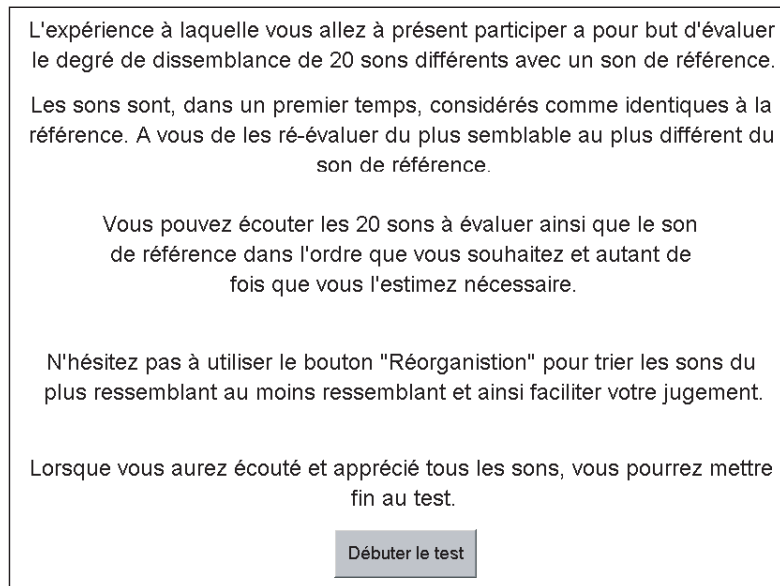 L'expérience à laquelle vous allez à présent participer a pour but d'évaluer
le degré de dissemblance de 20 sons différents avec un son de référence.
Les sons sont, dans un premier temps, considérés comme identiques à la
référence. A vous de les ré-évaluer du plus semblable au plus différent du
son de référence.
Vous pouvez écouter les 20 sons à évaluer ainsi que le son
de référence dans l'ordre que vous souhaitez et autant de
fois que vous l'estimez nécessaire.
N'hésitez pas à utiliser le bouton "Réorganistion" pour trier les sons du
plus ressemblant au moins ressemblant et ainsi faciliter votre jugement.
Lorsque vous aurez écouté et apprécié tous les sons, vous pourrez mettre
fin au test.
Débuter le test